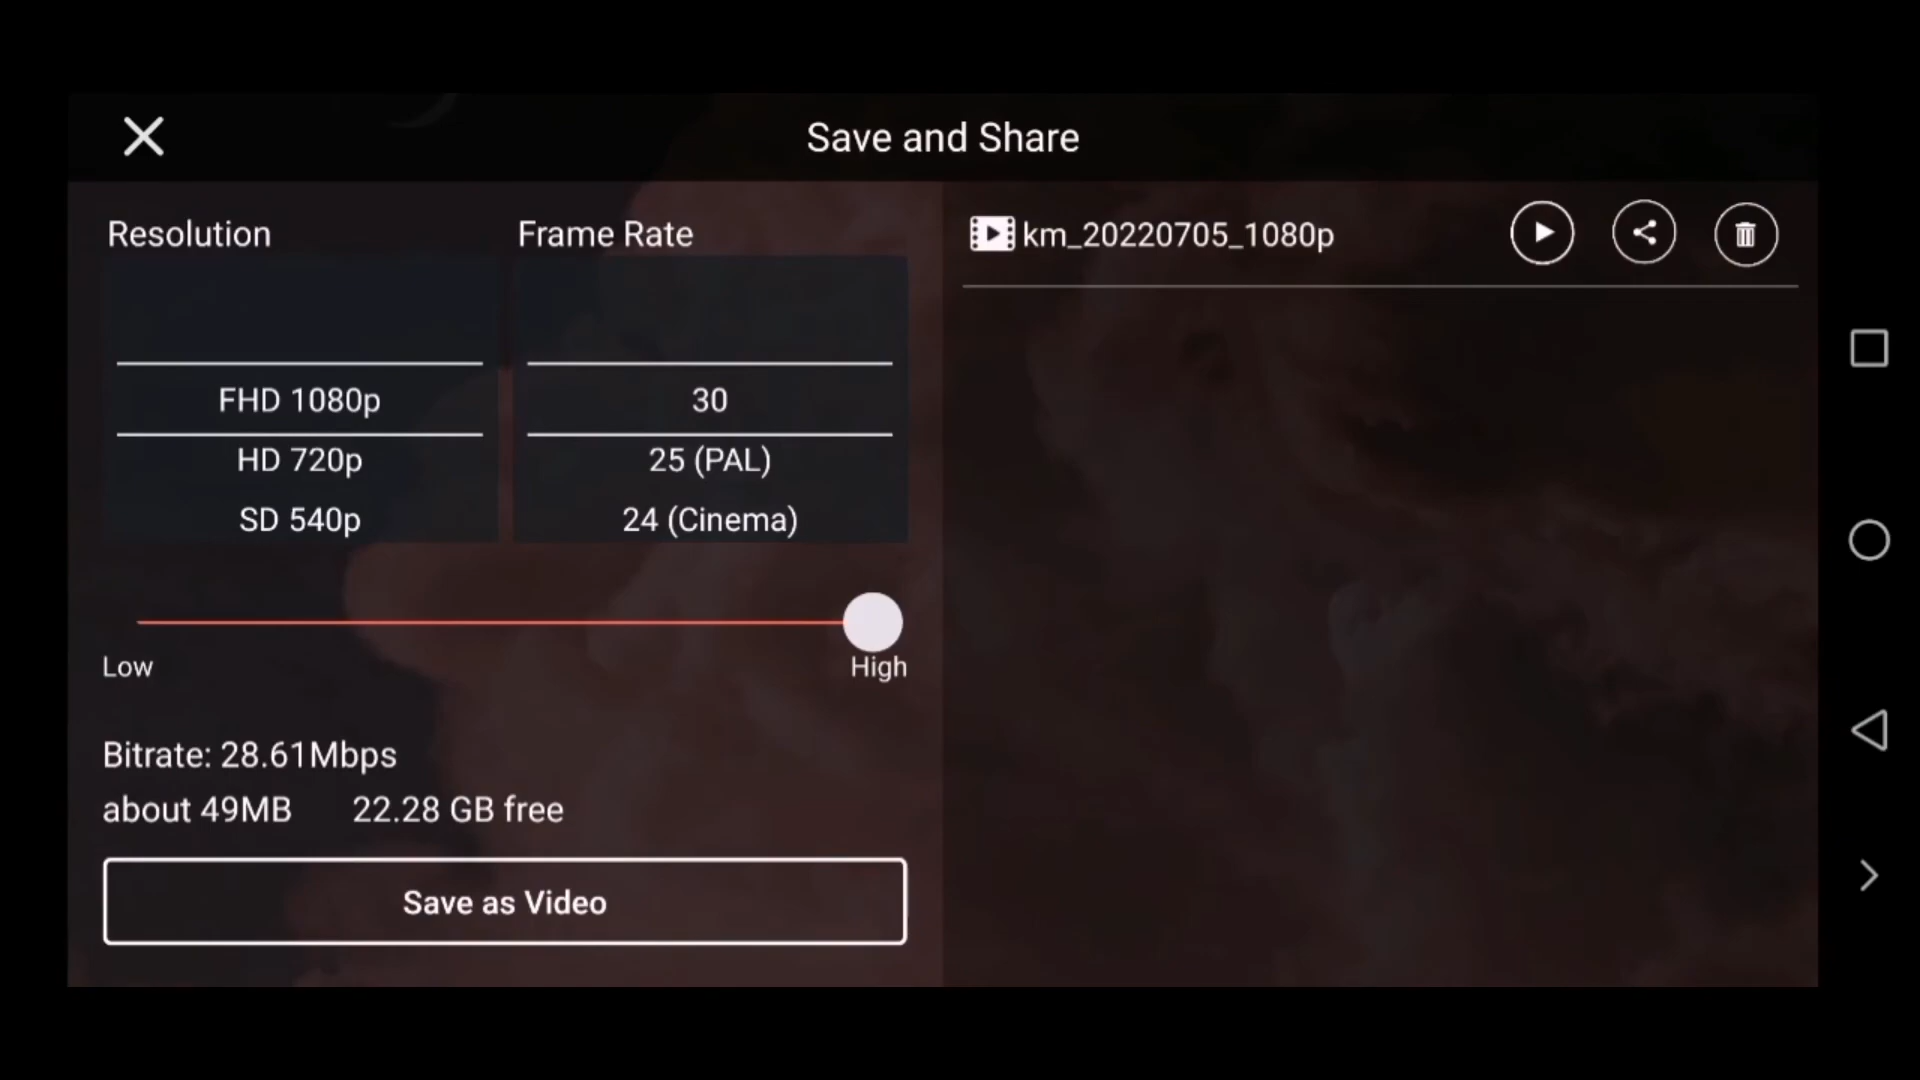 Save and Share
Resolution
Frame Rate
FHD 1080p
HD 720p
SD 540p
30
25 (PAL)
24 (Cinema)
Low
High
Bitrate: 28.61Mbps
about 49MB
22.28 GB free
Save as Video
km_20220705_1080p